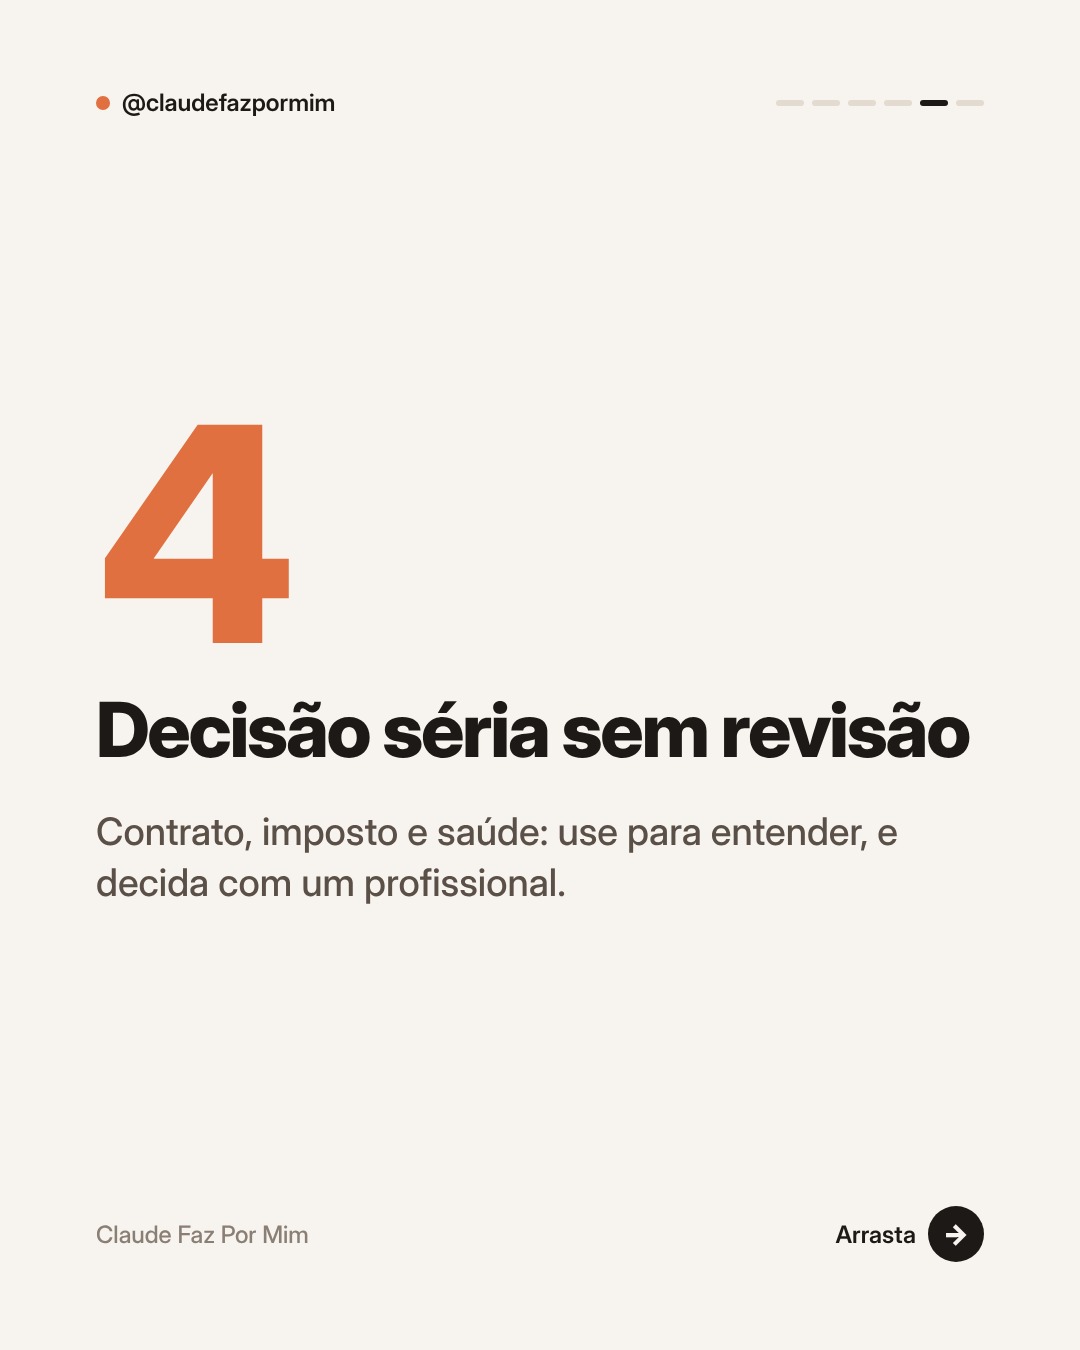 @claudefazpormim
4
Decisão séria sem revisão
Contrato, imposto e saúde: use para entender, e
decida com um profissional.
Claude Faz Por Mim
Arrasta